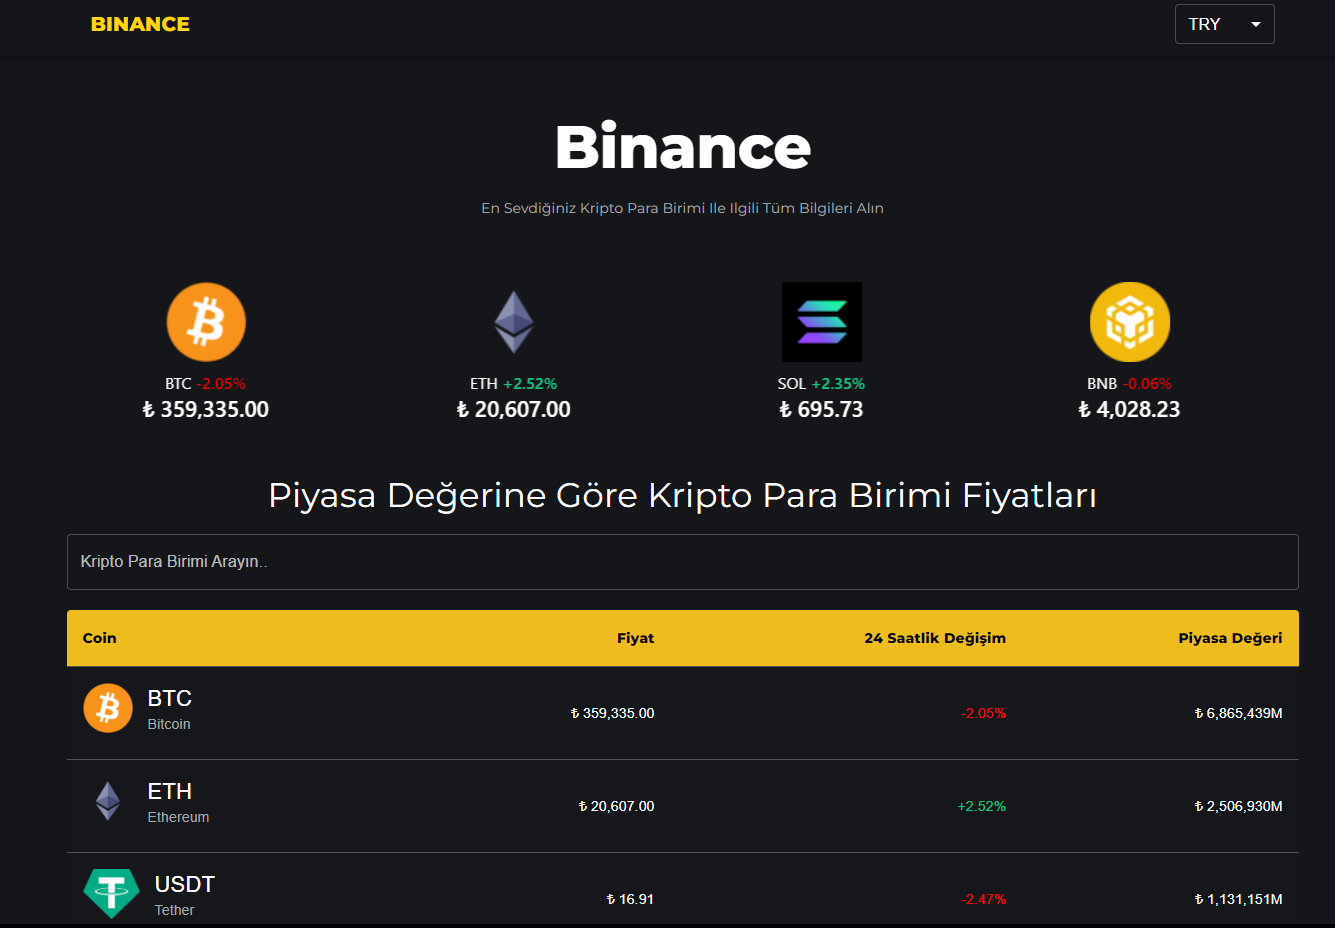 BINANCE
TRY
Binance
En Sevdiğiniz Kripto Para Birimi Ile Ilgili Tüm Bilgileri Alın
BTC -2.05%
₺ 359,335.00
ETH +2.52%
₺ 20,607.00
SOL +2.35%
₺ 695.73
BNB -0.06%
₺ 4,028.23
Piyasa Değerine Göre Kripto Para Birimi Fiyatları
Kripto Para Birimi Arayın..
Coin Fiyat 24 Saatlik Değişim Piyasa Değeri
BTC
Bitcoin
₺ 359,335.00 -2.05% ₺ 6,865,439M
ETH
Ethereum
₺ 20,607.00 +2.52% ₺ 2,506,930M
USDT
Tether
₺ 16.91 -2.47% ₺ 1,131,151M